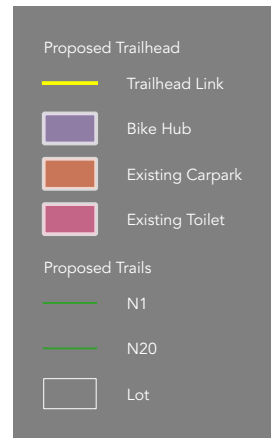 Proposed Trailhead
Trailhead Link
Bike Hub
Existing Carpark
Existing Toilet
Proposed Trails
N1
N20
Lot